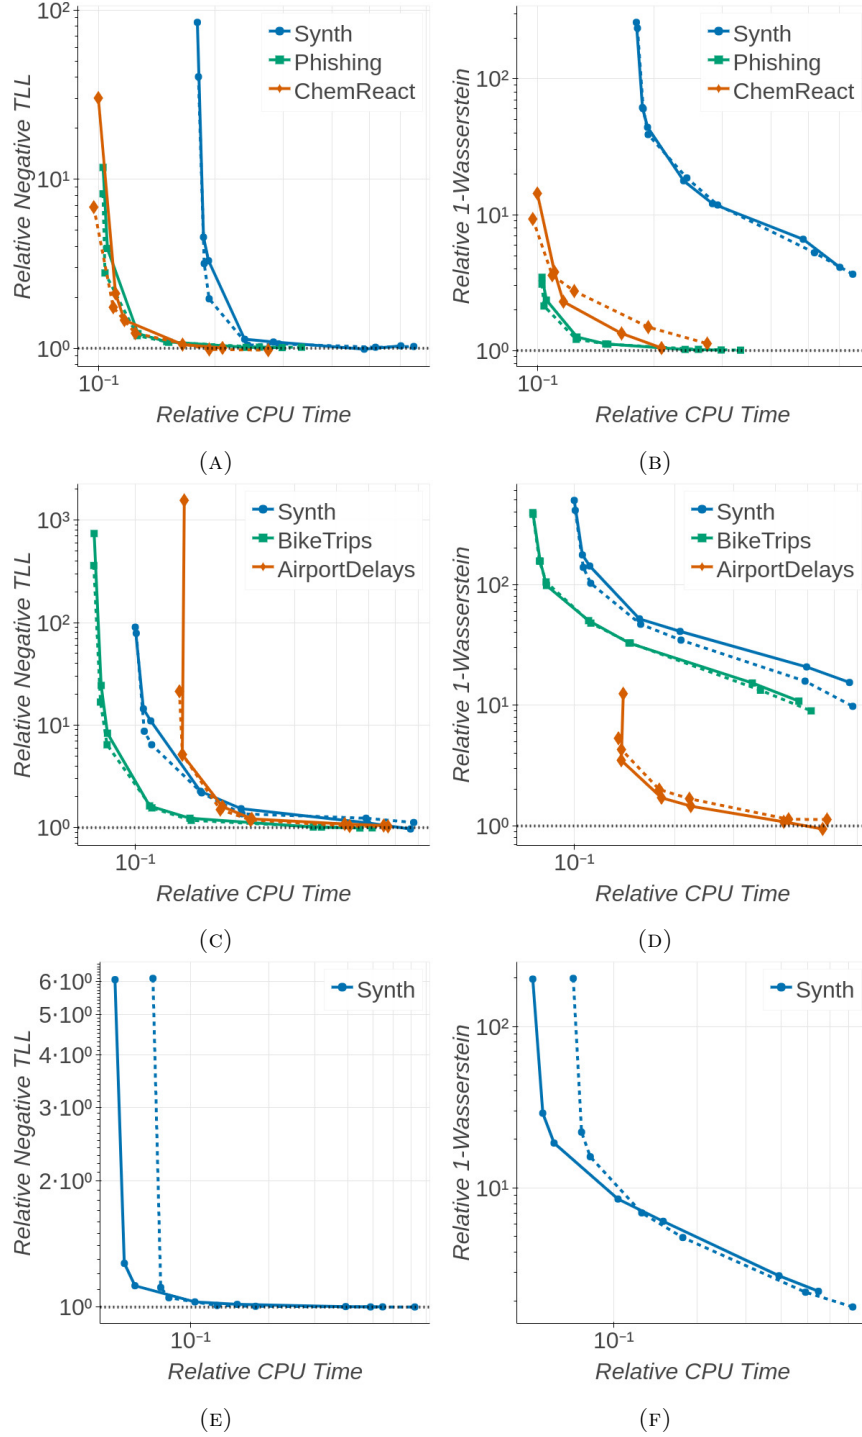 10²
10¹
10⁰
10⁻¹
Relative Negative TLL
Relative CPU Time
Synth
Phishing
ChemReact
(A)
10²
10¹
10⁰
10⁻¹
Relative 1-Wasserstein
Relative CPU Time
Synth
Phishing
ChemReact
(B)
10³
10²
10¹
10⁰
10⁻¹
Relative Negative TLL
Relative CPU Time
Synth
BikeTrips
AirportDelays
(C)
10²
10¹
10⁰
10⁻¹
Relative 1-Wasserstein
Relative CPU Time
Synth
BikeTrips
AirportDelays
(D)
6·10⁰
5·10⁰
4·10⁰
3·10⁰
2·10⁰
10⁰
10⁻¹
Relative Negative TLL
Relative CPU Time
Synth
(E)
10²
10¹
10⁻¹
Relative 1-Wasserstein
Relative CPU Time
Synth
(F)